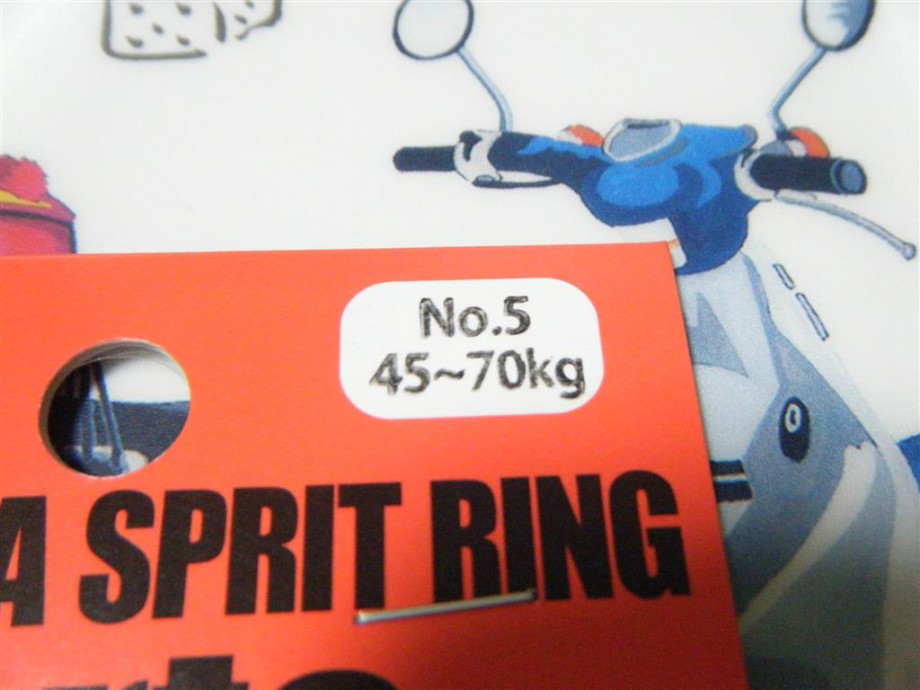 No.5
45~70kg
A SPRIT RING